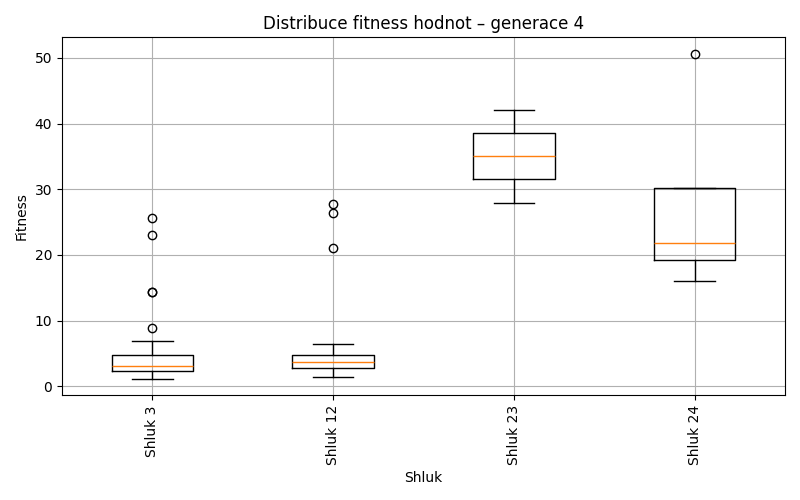 Distribuce fitness hodnot – generace 4
Fitness
50
40
30
20
10
0
Shluk 3
Shluk 12
Shluk 23
Shluk 24
Shluk